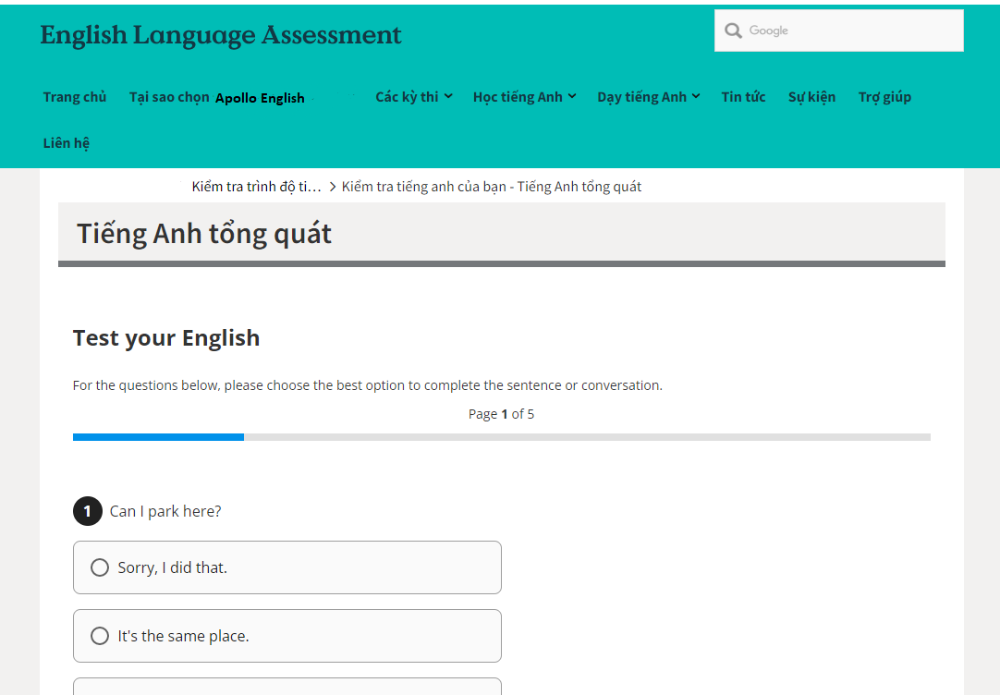 English Language Assessment
Google
Trang chủ Tại sao chọn Apollo English Các kỳ thi Học tiếng Anh Dạy tiếng Anh Tin tức Sự kiện Trợ giúp
Liên hệ
Kiểm tra trình độ ti... > Kiểm tra tiếng anh của bạn - Tiếng Anh tổng quát
Tiếng Anh tổng quát
Test your English
For the questions below, please choose the best option to complete the sentence or conversation.
Page 1 of 5
1 Can I park here?
Sorry, I did that.
It's the same place.